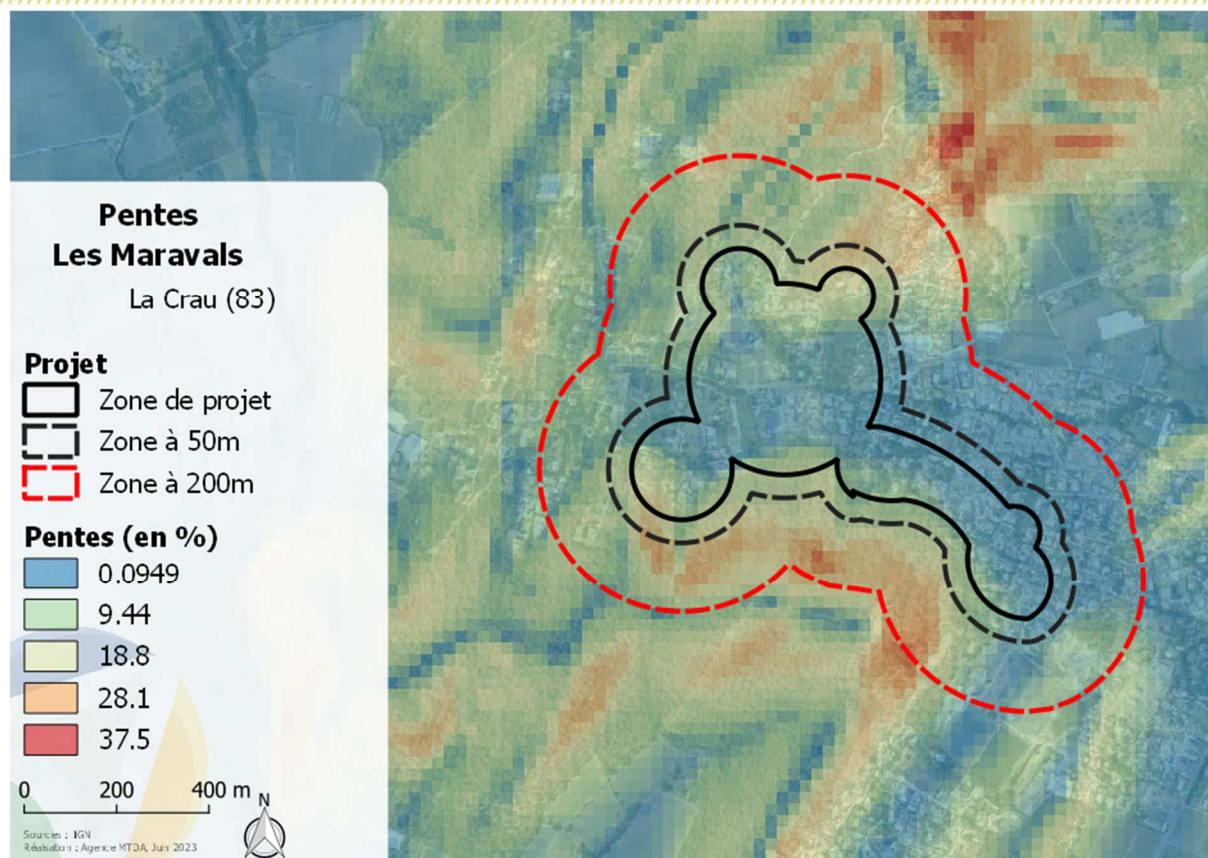 Pentes
Les Maravals
La Crau (83)
Projet
Zone de projet
Zone à 50m
Zone à 200m
Pentes (en %)
0.0949
9.44
18.8
28.1
37.5
0 200 400 m
N
Sources : IGN
Réalisation : Agence MTDA, Juin 2023